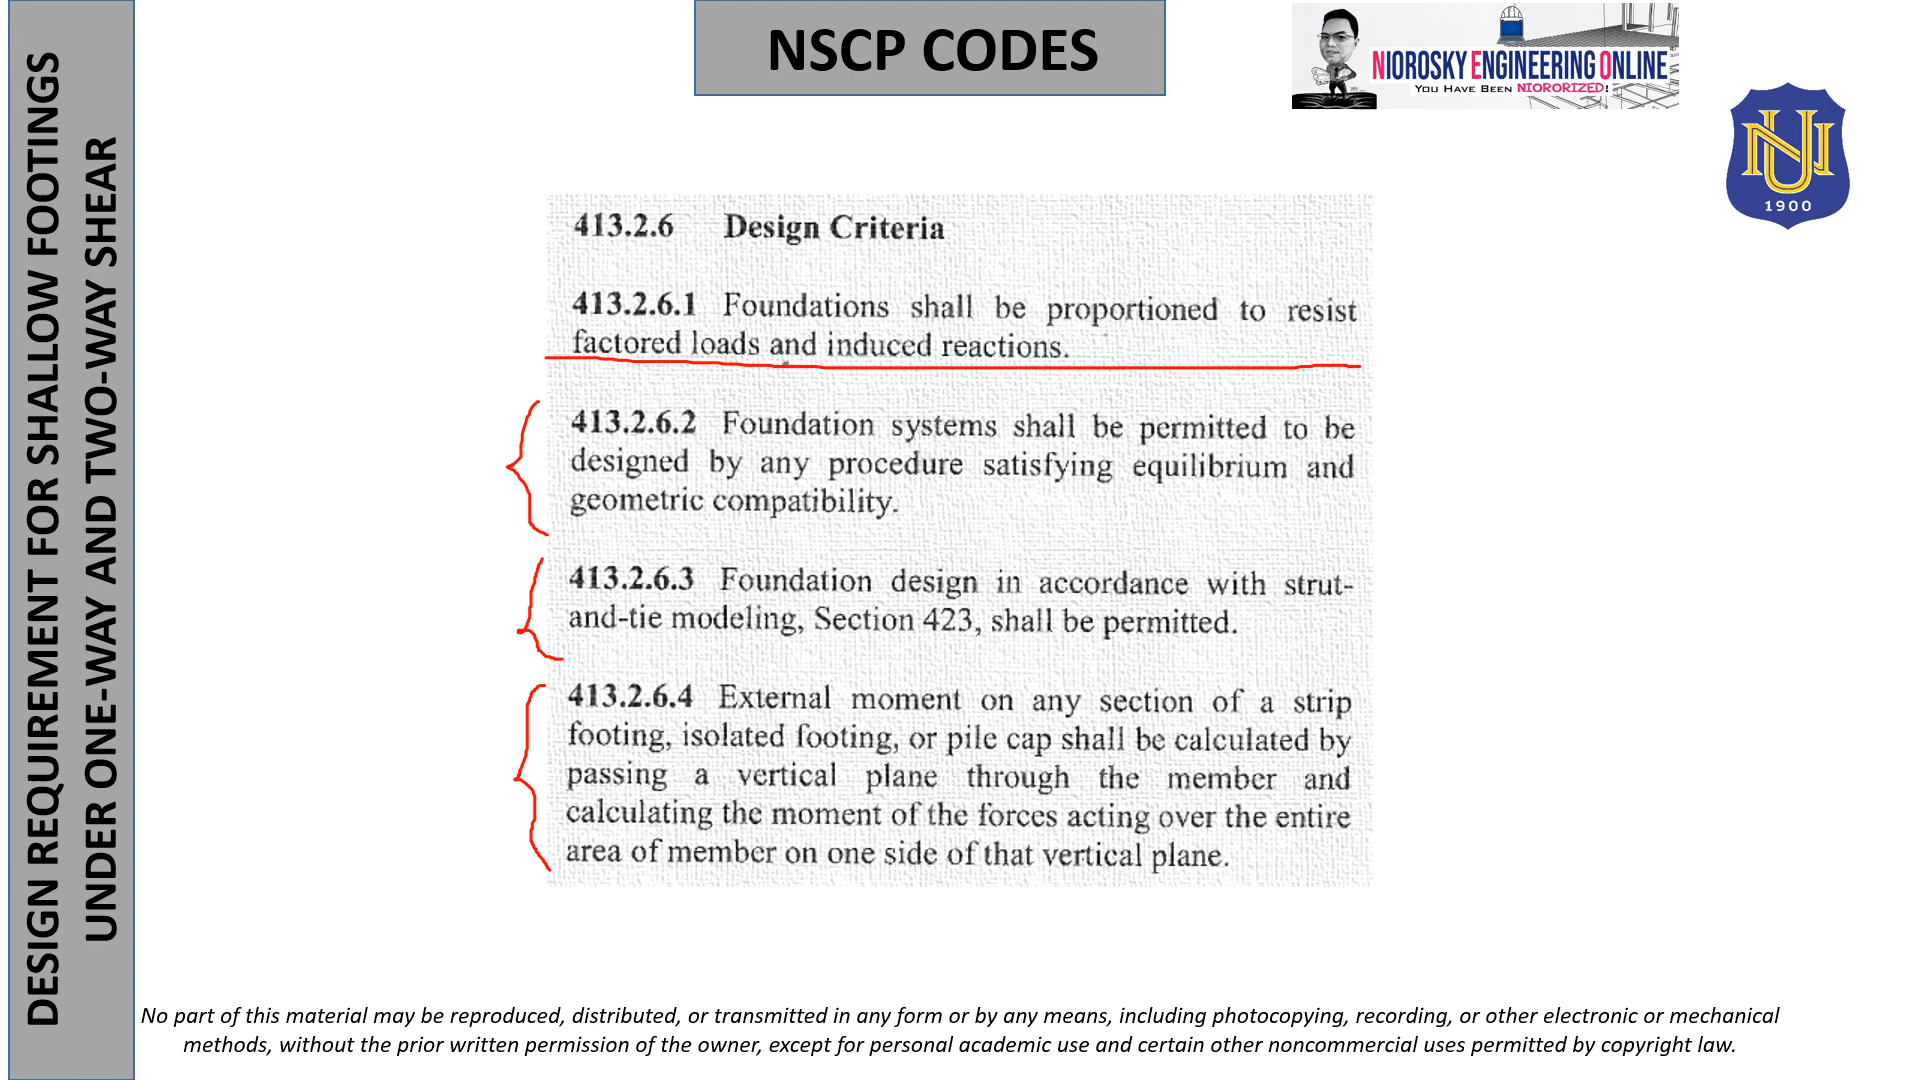 DESIGN REQUIREMENT FOR SHALLOW FOOTINGS
UNDER ONE-WAY AND TWO-WAY SHEAR
NSCP CODES
NIOROSKY ENGINEERING ONLINE
YOU HAVE BEEN NIORORIZED!
NU
1900
413.2.6 Design Criteria
413.2.6.1 Foundations shall be proportioned to resist
factored loads and induced reactions.
413.2.6.2 Foundation systems shall be permitted to be
designed by any procedure satisfying equilibrium and
geometric compatibility.
413.2.6.3 Foundation design in accordance with strut-
and-tie modeling, Section 423, shall be permitted.
413.2.6.4 External moment on any section of a strip
footing, isolated footing, or pile cap shall be calculated by
passing a vertical plane through the member and
calculating the moment of the forces acting over the entire
area of member on one side of that vertical plane.
No part of this material may be reproduced, distributed, or transmitted in any form or by any means, including photocopying, recording, or other electronic or mechanical
methods, without the prior written permission of the owner, except for personal academic use and certain other noncommercial uses permitted by copyright law.